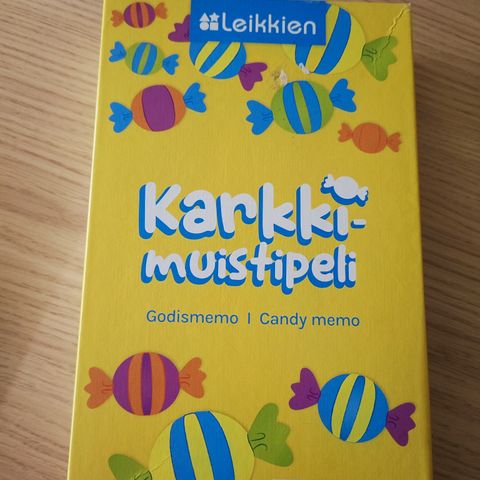 Leikkien
Karkki-
muistipeli
Godismemo I Candy memo